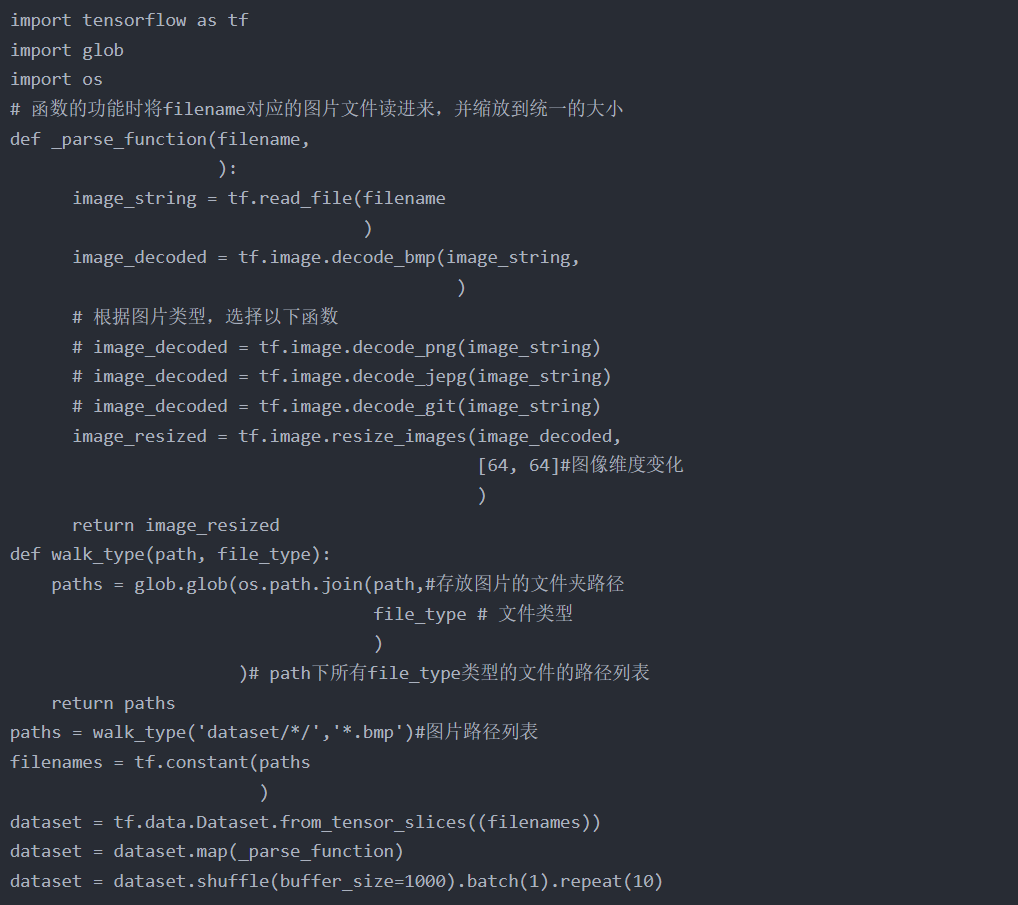 import tensorflow as tf
import glob
import os
# 函数的功能时将filename对应的图片文件读进来，并缩放到统一的大小
def _parse_function(filename,
                    ):
      image_string = tf.read_file(filename
                                  )
      image_decoded = tf.image.decode_bmp(image_string,
                                           )
      # 根据图片类型，选择以下函数
      # image_decoded = tf.image.decode_png(image_string)
      # image_decoded = tf.image.decode_jepg(image_string)
      # image_decoded = tf.image.decode_git(image_string)
      image_resized = tf.image.resize_images(image_decoded,
                                             [64, 64]#图像维度变化
                                             )
      return image_resized
def walk_type(path, file_type):
    paths = glob.glob(os.path.join(path,#存放图片的文件夹路径
                                   file_type # 文件类型
                                   )
                      )# path下所有file_type类型的文件的路径列表
    return paths
paths = walk_type('dataset/*/','*.bmp')#图片路径列表
filenames = tf.constant(paths
                        )
dataset = tf.data.Dataset.from_tensor_slices((filenames))
dataset = dataset.map(_parse_function)
dataset = dataset.shuffle(buffer_size=1000).batch(1).repeat(10)